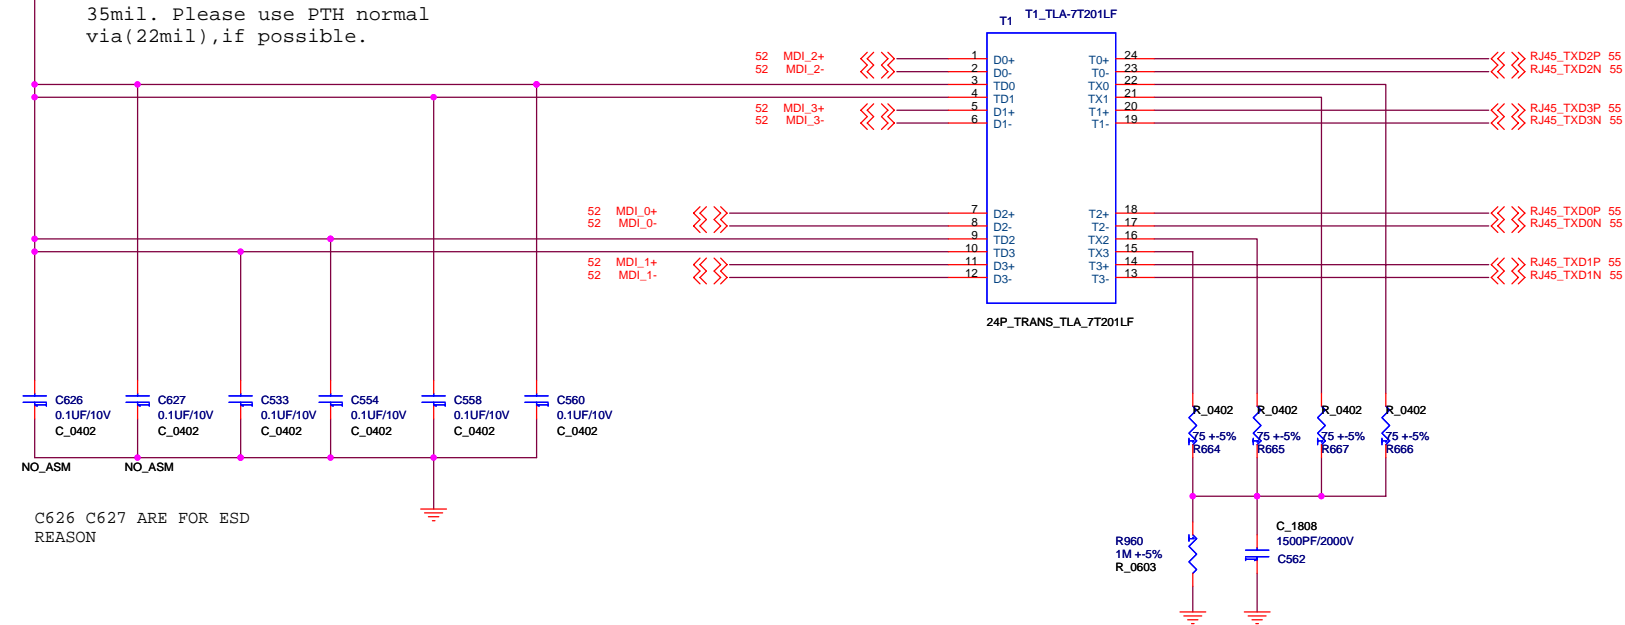 35mil. Please use PTH normal
via(22mil),if possible.
T1 T1_TLA-7T201LF
52 MDI_2+ 1 D0+ T0+ 24 RJ45_TXD2P 55
52 MDI_2- 2 D0- T0- 23 RJ45_TXD2N 55
3 TD0 TX0 22
4 TD1 TX1 21
52 MDI_3+ 5 D1+ T1+ 20 RJ45_TXD3P 55
52 MDI_3- 6 D1- T1- 19 RJ45_TXD3N 55
52 MDI_0+ 7 D2+ T2+ 18 RJ45_TXD0P 55
52 MDI_0- 8 D2- T2- 17 RJ45_TXD0N 55
9 TD2 TX2 16
10 TD3 TX3 15
52 MDI_1+ 11 D3+ T3+ 14 RJ45_TXD1P 55
52 MDI_1- 12 D3- T3- 13 RJ45_TXD1N 55
24P_TRANS_TLA_7T201LF
C626 C627 C533 C554 C558 C560
0.1UF/10V 0.1UF/10V 0.1UF/10V 0.1UF/10V 0.1UF/10V 0.1UF/10V
C_0402 C_0402 C_0402 C_0402 C_0402 C_0402
R_0402 R_0402 R_0402 R_0402
75 +-5% 75 +-5% 75 +-5% 75 +-5%
R664 R665 R667 R666
NO_ASM NO_ASM
C626 C627 ARE FOR ESD
REASON
R960
1M +-5%
R_0603
C_1808
1500PF/2000V
C562